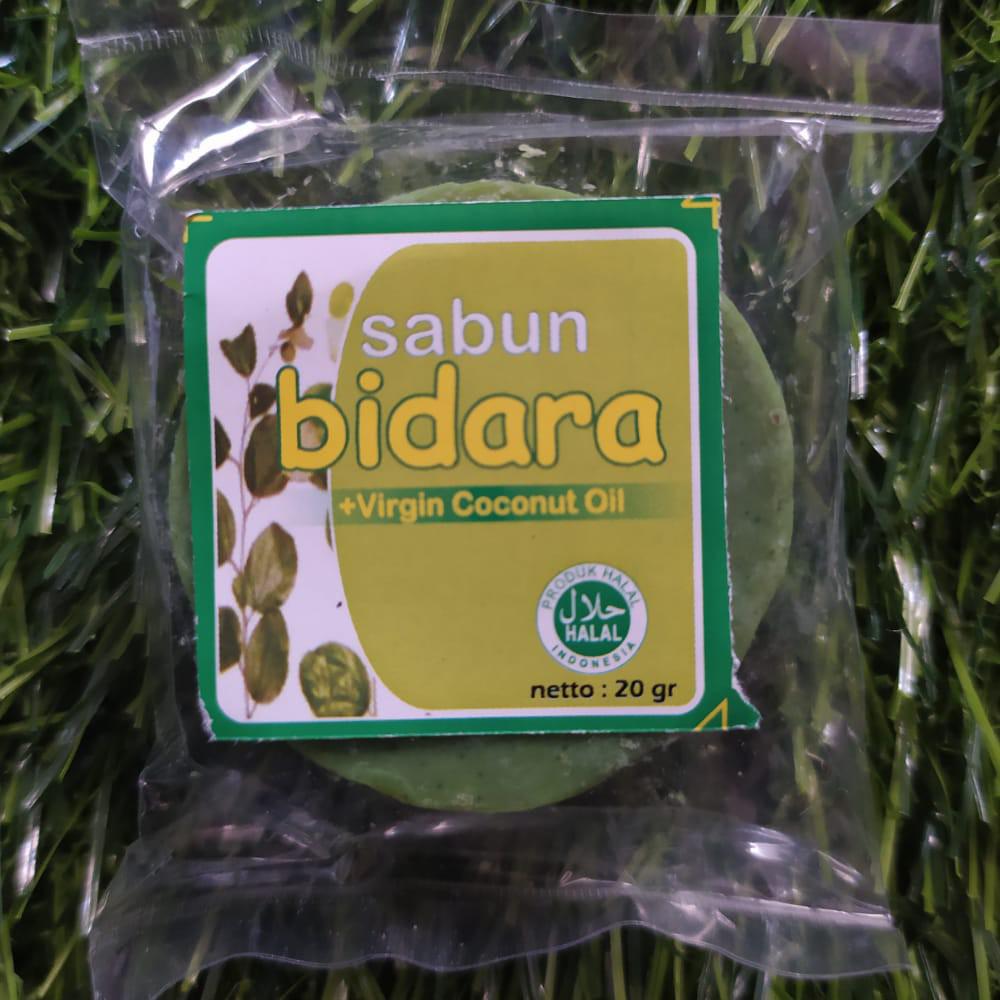 sabun
bidara
+Virgin Coconut Oil
PRODUK HALAL
حلال
HALAL
INDONESIA
netto : 20 gr